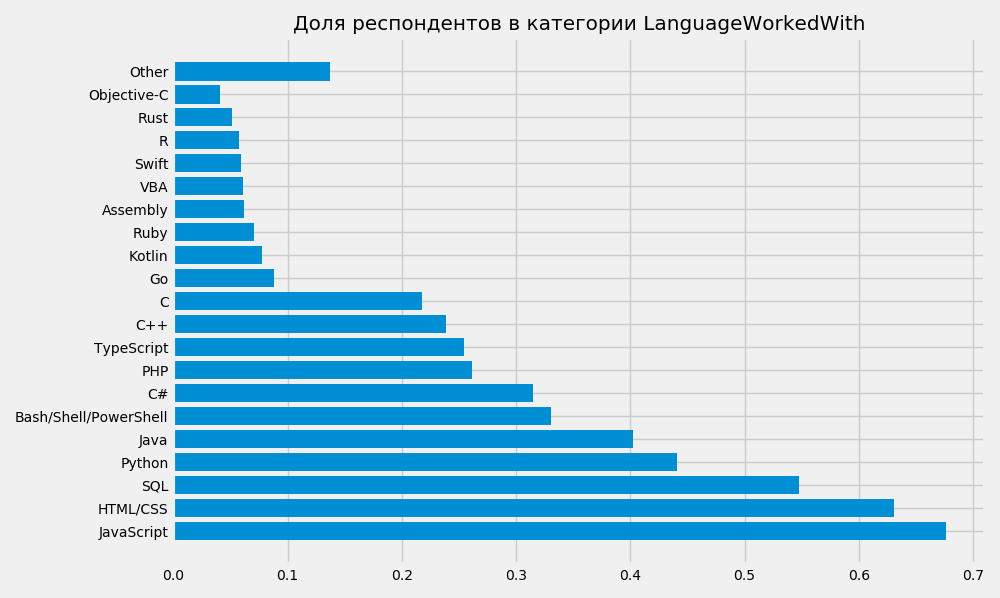 Доля респондентов в категории LanguageWorkedWith
Other
Objective-C
Rust
R
Swift
VBA
Assembly
Ruby
Kotlin
Go
C
C++
TypeScript
PHP
C#
Bash/Shell/PowerShell
Java
Python
SQL
HTML/CSS
JavaScript
0.0 0.1 0.2 0.3 0.4 0.5 0.6 0.7